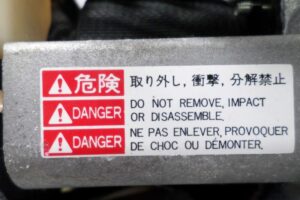 危険 取り外し，衝撃，分解禁止
DANGER DO NOT REMOVE, IMPACT
DANGER OR DISASSEMBLE.
NE PAS ENLEVER, PROVOQUER
DE CHOC OU DÉMONTER.